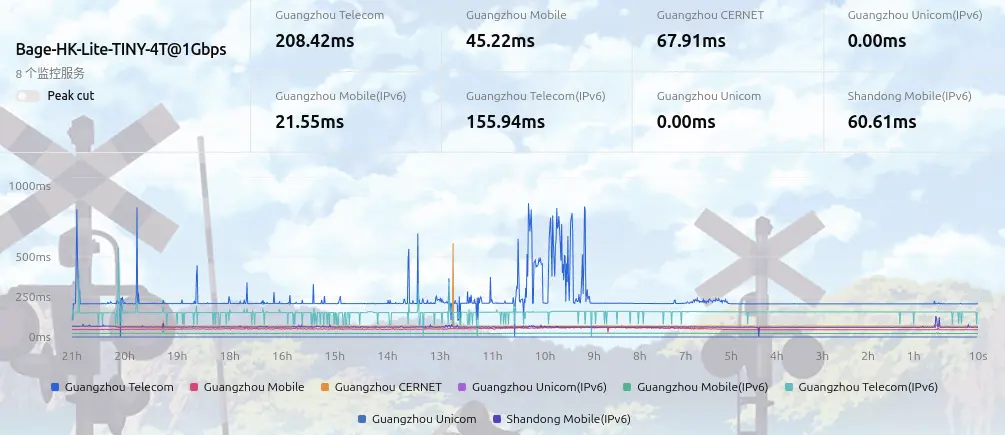 Bage-HK-Lite-TINY-4T@1Gbps
8 个监控服务
Peak cut
Guangzhou Telecom
208.42ms
Guangzhou Mobile
45.22ms
Guangzhou CERNET
67.91ms
Guangzhou Unicom(IPv6)
0.00ms
Guangzhou Mobile(IPv6)
21.55ms
Guangzhou Telecom(IPv6)
155.94ms
Guangzhou Unicom
0.00ms
Shandong Mobile(IPv6)
60.61ms
1000ms
500ms
250ms
0ms
21h 20h 19h 18h 16h 15h 14h 13h 11h 10h 9h 8h 7h 5h 4h 3h 2h 1h 10s
Guangzhou Telecom Guangzhou Mobile Guangzhou CERNET Guangzhou Unicom(IPv6) Guangzhou Mobile(IPv6) Guangzhou Telecom(IPv6)
Guangzhou Unicom Shandong Mobile(IPv6)